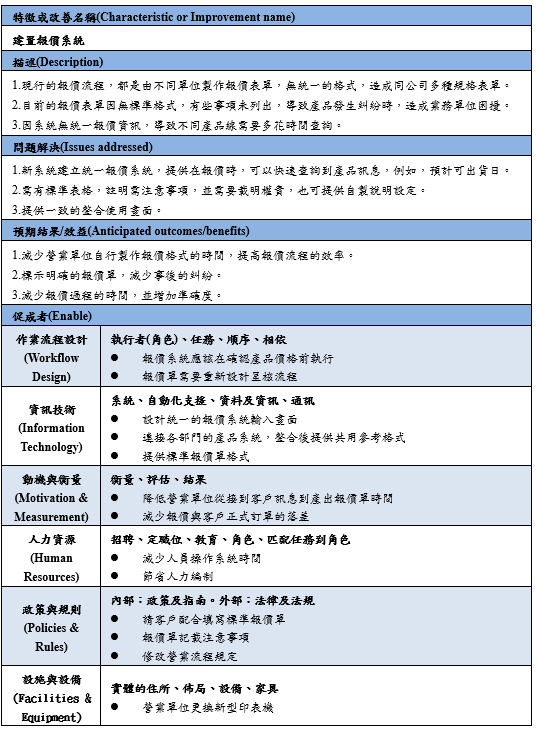 特徵或改善名稱(Characteristic or Improvement name)
建置報價系統
描述(Description)
1.現行的報價流程，都是由不同單位製作報價表單，無統一的格式，造成同公司多種規格表單。
2.目前的報價表單因無標準格式，有些事項未列出，導致產品發生糾紛時，造成業務單位困擾。
3.因系統無統一報價資訊，導致不同產品線需要多花時間查詢。
問題解決(Issues addressed)
1.新系統建立統一報價系統，提供在報價時，可以快速查詢到產品訊息，例如，預計可出貨日。
2.需有標準表格，註明需注意事項，並需要載明權責，也可提供自製說明設定。
3.提供一致的整合使用畫面。
預期結果/效益(Anticipated outcomes/benefits)
1.減少營業單位自行製作報價格式的時間，提高報價流程的效率。
2.標示明確的報價單，減少事後的糾紛。
3.減少報價過程的時間，並增加準確度。
促成者(Enable)
作業流程設計
(Workflow
Design)
執行者(角色)、任務、順序、相依
● 報價系統應該在確認產品價格前執行
● 報價單需要重新設計呈核流程
資訊技術
(Information
Technology)
系統、自動化支援、資料及資訊、通訊
● 設計統一的報價系統輸入畫面
● 連接各部門的產品系統，整合後提供共用參考格式
● 提供標準報價單格式
動機與衡量
(Motivation &
Measurement)
衡量、評估、結果
● 降低營業單位從接到客戶訊息到產出報價單時間
● 減少報價與客戶正式訂單的落差
人力資源
(Human
Resources)
招聘、定職位、教育、角色、匹配任務到角色
● 減少人員操作系統時間
● 節省人力編制
政策與規則
(Policies &
Rules)
內部：政策及指南。外部：法律及法規
● 請客戶配合填寫標準報價單
● 報價單記載注意事項
● 修改營業流程規定
設施與設備
(Facilities &
Equipment)
實體的住所、佈局、設備、家具
● 營業單位更換新型印表機